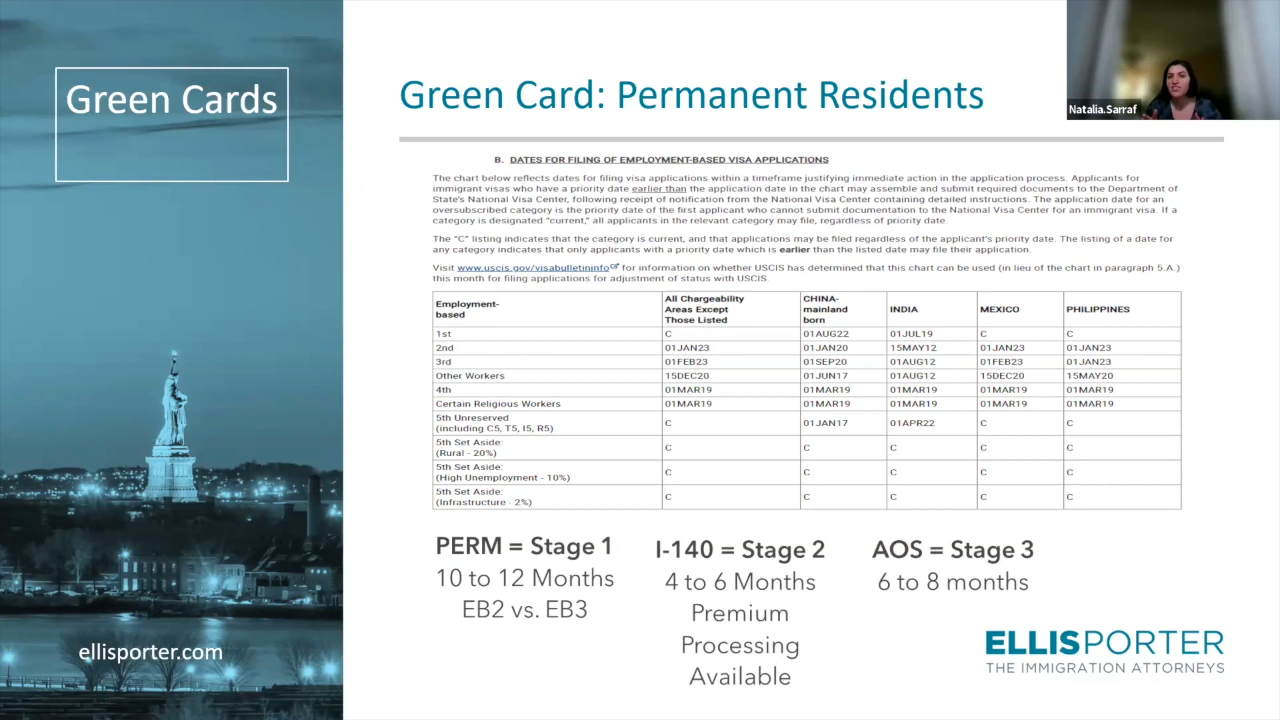 Green Cards
Green Card: Permanent Residents
Natalia.Sarraf
B. DATES FOR FILING OF EMPLOYMENT-BASED VISA APPLICATIONS
The chart below reflects dates for filing visa applications within a timeframe justifying immediate action in the application process. Applicants for
immigrant visas who have a priority date earlier than the application date in the chart may assemble and submit required documents to the Department of
State's National Visa Center, following receipt of notification from the National Visa Center containing detailed instructions. The application date for an
oversubscribed category is the priority date of the first applicant who cannot submit documentation to the National Visa Center for an immigrant visa. If a
category is designated "current," all applicants in the relevant category may file, regardless of priority date.
The "C" listing indicates that the category is current, and that applications may be filed regardless of the applicant's priority date. The listing of a date for
any category indicates that only applicants with a priority date which is earlier than the listed date may file their application.
Visit www.uscis.gov/visabulletininfo for information on whether USCIS has determined that this chart can be used (in lieu of the chart in paragraph 5.A.)
this month for filing applications for adjustment of status with USCIS.
Employment-
based
All Chargeability
Areas Except
Those Listed
CHINA-
mainland
born
INDIA
MEXICO
PHILIPPINES
1st C 01AUG22 01JUL19 C C
2nd 01JAN23 01JAN20 15MAY12 01JAN23 01JAN23
3rd 01FEB23 01SEP20 01AUG12 01FEB23 01JAN23
Other Workers 15DEC20 01JUN17 01AUG12 15DEC20 15MAY20
4th 01MAR19 01MAR19 01MAR19 01MAR19 01MAR19
Certain Religious Workers 01MAR19 01MAR19 01MAR19 01MAR19 01MAR19
5th Unreserved
(including C5, T5, I5, R5) C 01JAN17 01APR22 C C
5th Set Aside:
(Rural - 20%) C C C C C
5th Set Aside:
(High Unemployment - 10%) C C C C C
5th Set Aside:
(Infrastructure - 2%) C C C C C
PERM = Stage 1
10 to 12 Months
EB2 vs. EB3
I-140 = Stage 2
4 to 6 Months
Premium
Processing
Available
AOS = Stage 3
6 to 8 months
ellisporter.com
ELLISPORTER
THE IMMIGRATION ATTORNEYS